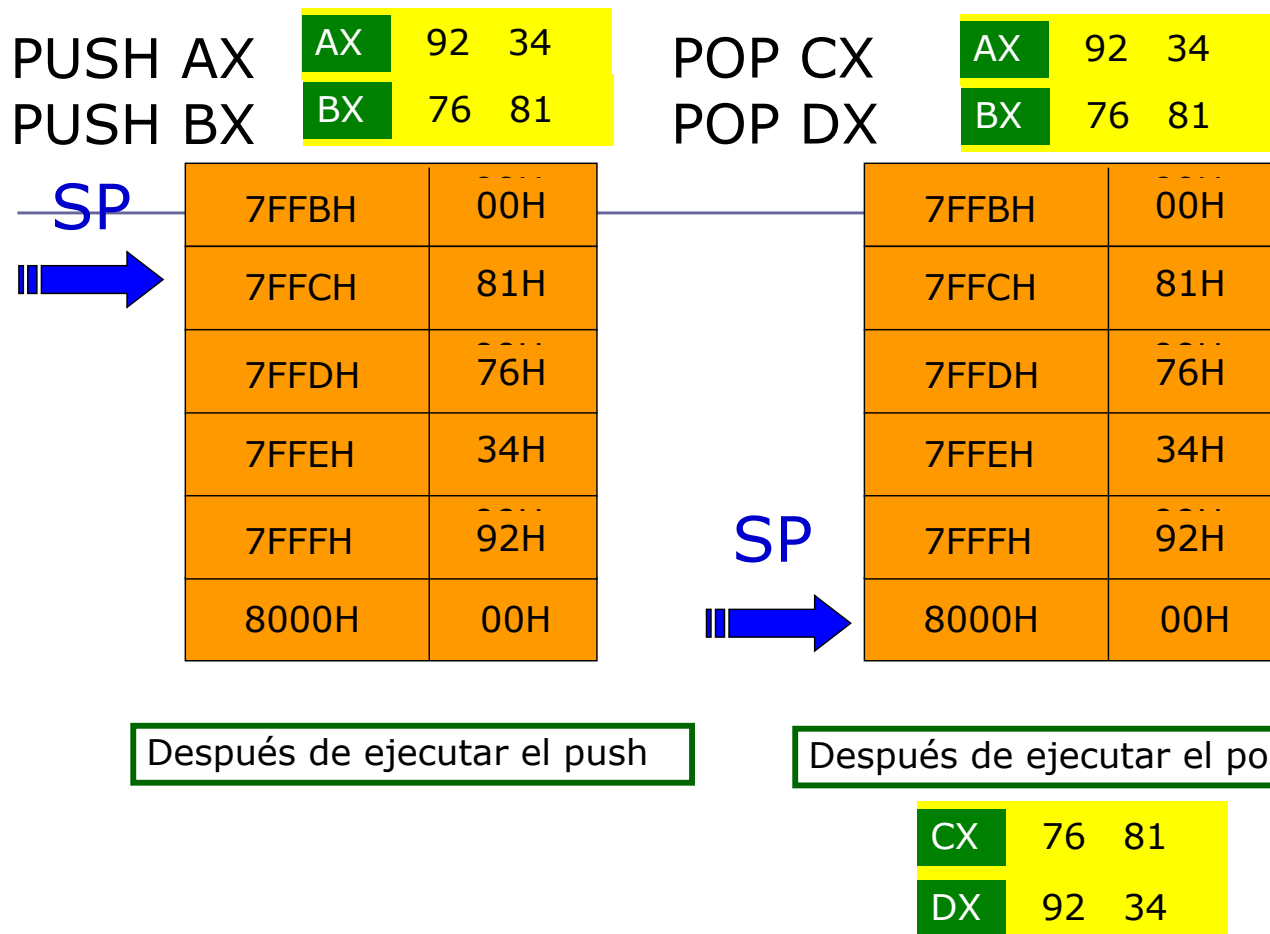 PUSH AX
PUSH BX
AX 92 34
BX 76 81
SP
7FFBH 00H
7FFCH 81H
7FFDH 76H
7FFEH 34H
7FFFH 92H
8000H 00H
Después de ejecutar el push
POP CX
POP DX
AX 92 34
BX 76 81
SP
7FFBH 00H
7FFCH 81H
7FFDH 76H
7FFEH 34H
7FFFH 92H
8000H 00H
Después de ejecutar el po
CX 76 81
DX 92 34